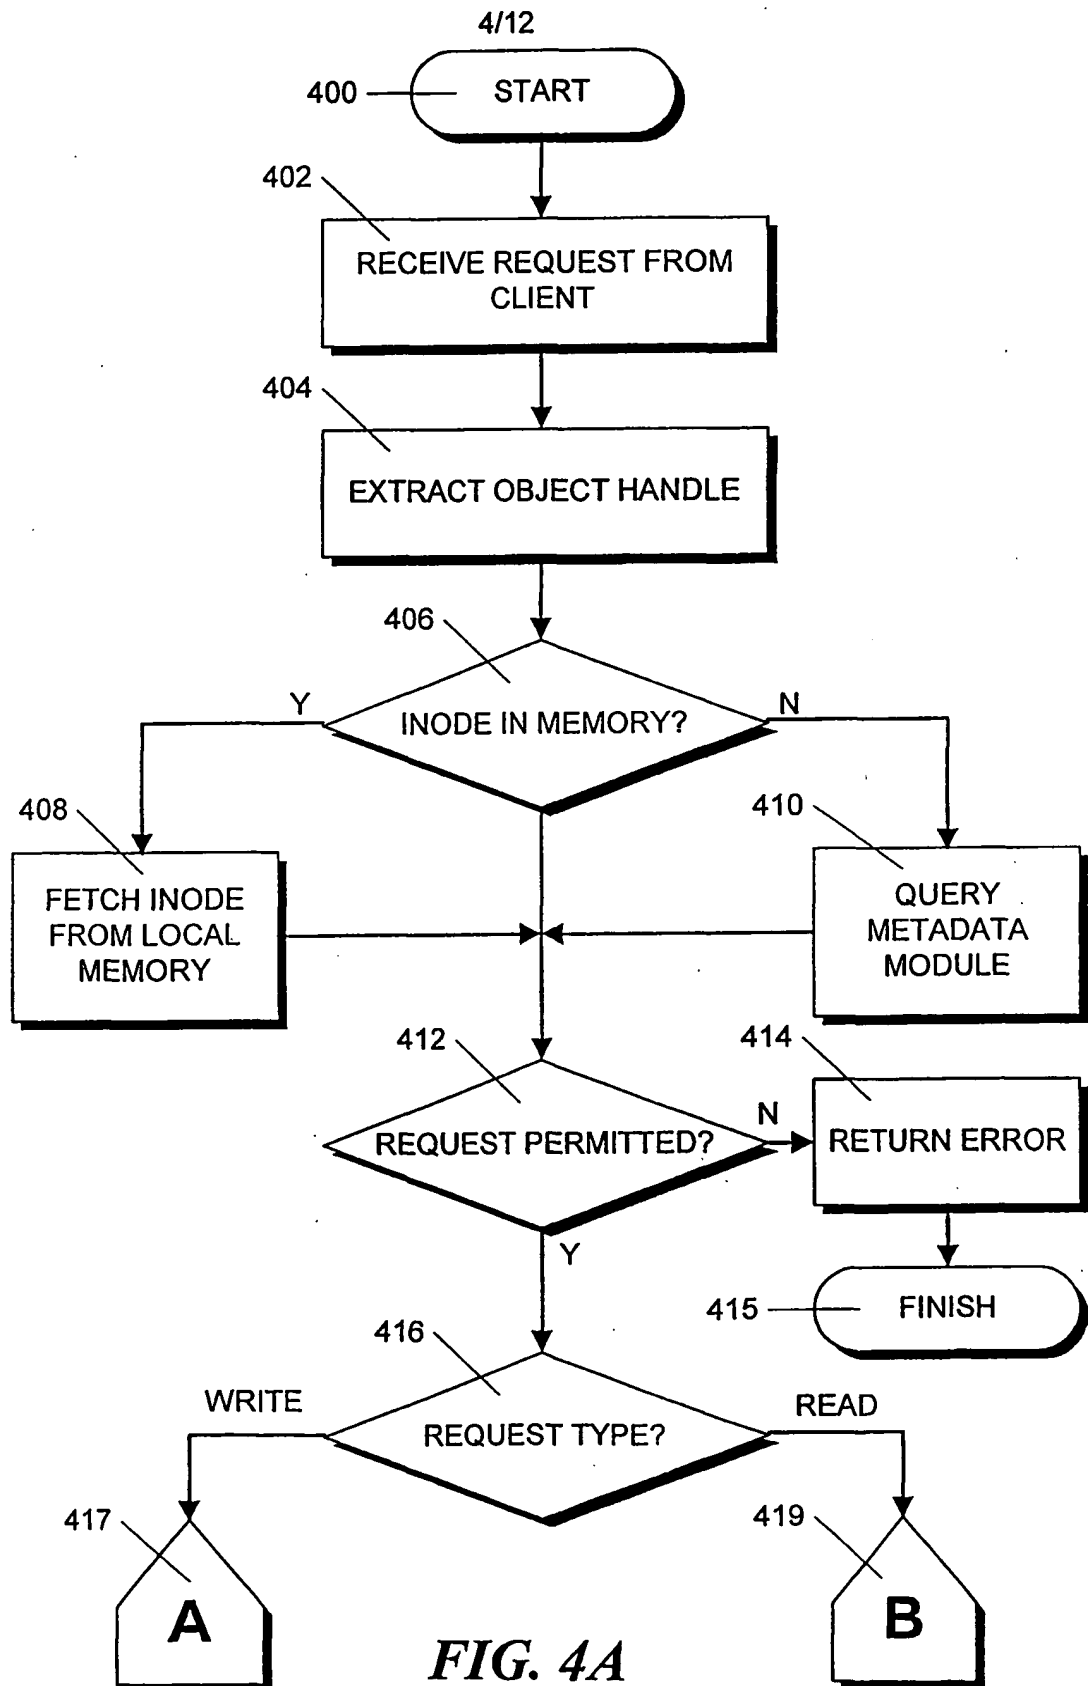 4/12
400
START
402
RECEIVE REQUEST FROM
CLIENT
404
EXTRACT OBJECT HANDLE
406
Y
N
INODE IN MEMORY?
408
410
FETCH INODE
FROM LOCAL
MEMORY
QUERY
METADATA
MODULE
412
414
REQUEST PERMITTED?
N
RETURN ERROR
Y
415
FINISH
416
WRITE
READ
REQUEST TYPE?
417
419
A
B
FIG. 4A